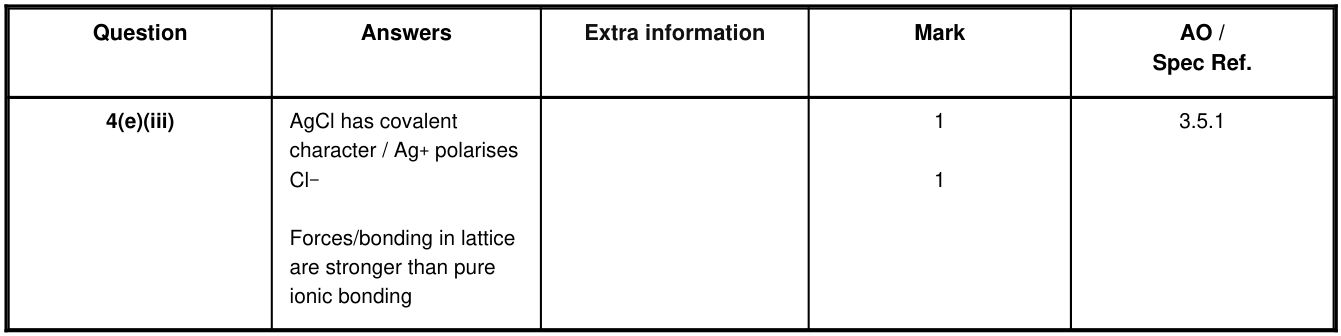 Question Answers Extra information Mark AO /
Spec Ref.
4(e)(iii) AgCl has covalent 1 3.5.1
character / Ag+ polarises
Cl− 1
Forces/bonding in lattice
are stronger than pure
ionic bonding